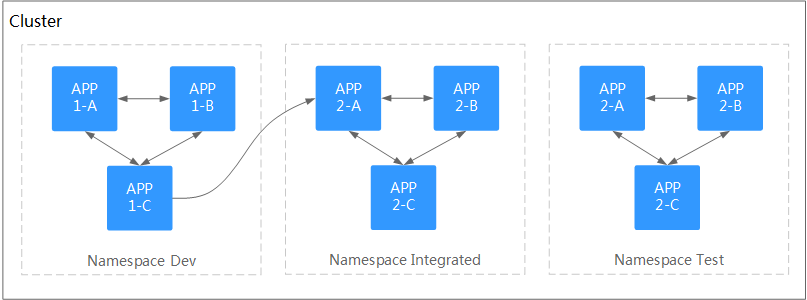 Cluster
APP
1-A
APP
1-B
APP
1-C
Namespace Dev
APP
2-A
APP
2-B
APP
2-C
Namespace Integrated
APP
2-A
APP
2-B
APP
2-C
Namespace Test